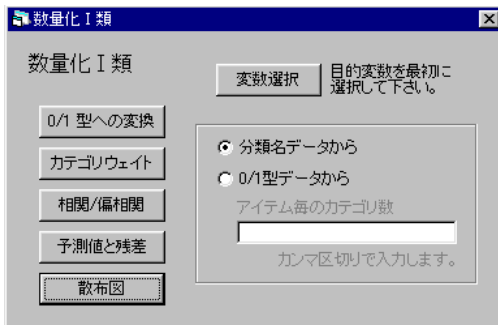 数量化Ⅰ類
数量化Ⅰ類
変数選択
目的変数を最初に
選択して下さい。
0/1 型への変換
カテゴリウェイト
相関/偏相関
予測値と残差
散布図
分類名データから
0/1型データから
アイテム毎のカテゴリ数
カンマ区切りで入力します。